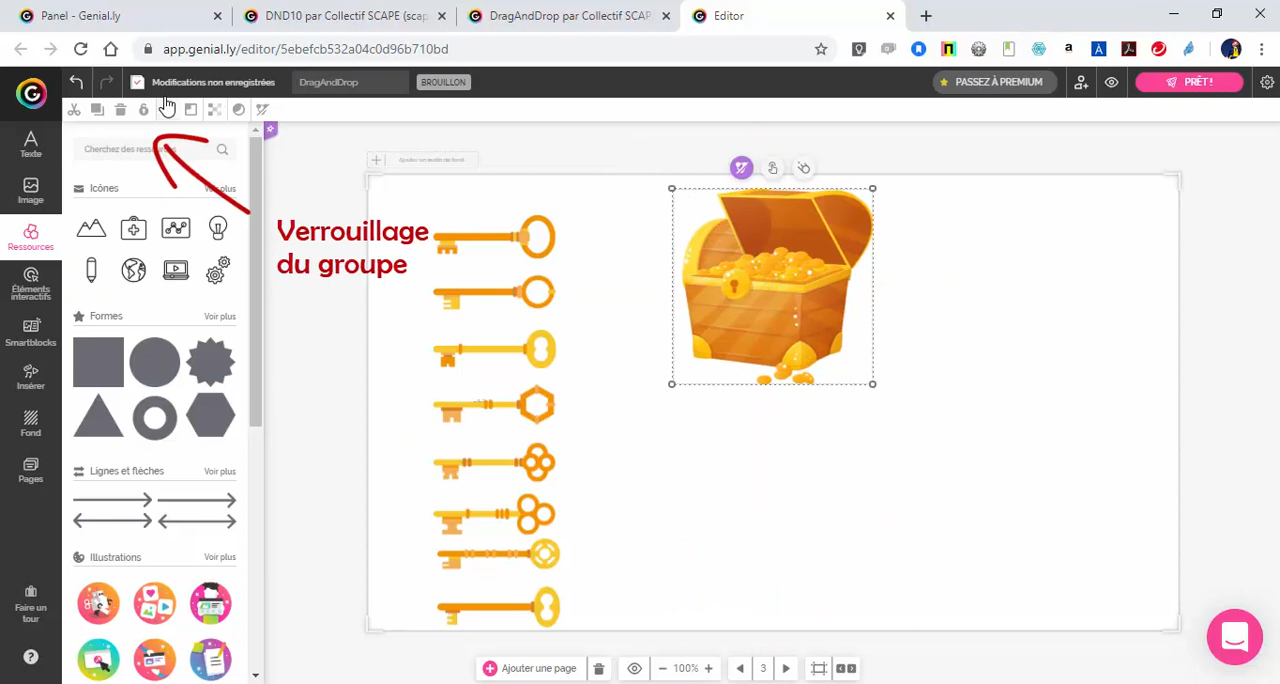 Panel - Genial.ly
DND10 par Collectif SCAPE (scap
DragAndDrop par Collectif SCAP
Editor
app.genial.ly/editor/5ebefcb532a04c0d96b710bd
Modifications non enregistrées
DragAndDrop
BROUILLON
PASSEZ À PREMIUM
PRÊT !
Texte
Image
Ressources
Éléments
interactifs
Smartblocks
Insérer
Fond
Pages
Faire un
tour
Cherchez des
Icônes
Voir plus
Formes
Voir plus
Lignes et flèches
Voir plus
Illustrations
Voir plus
Verrouillage
du groupe
Ajouter une page
100%
3